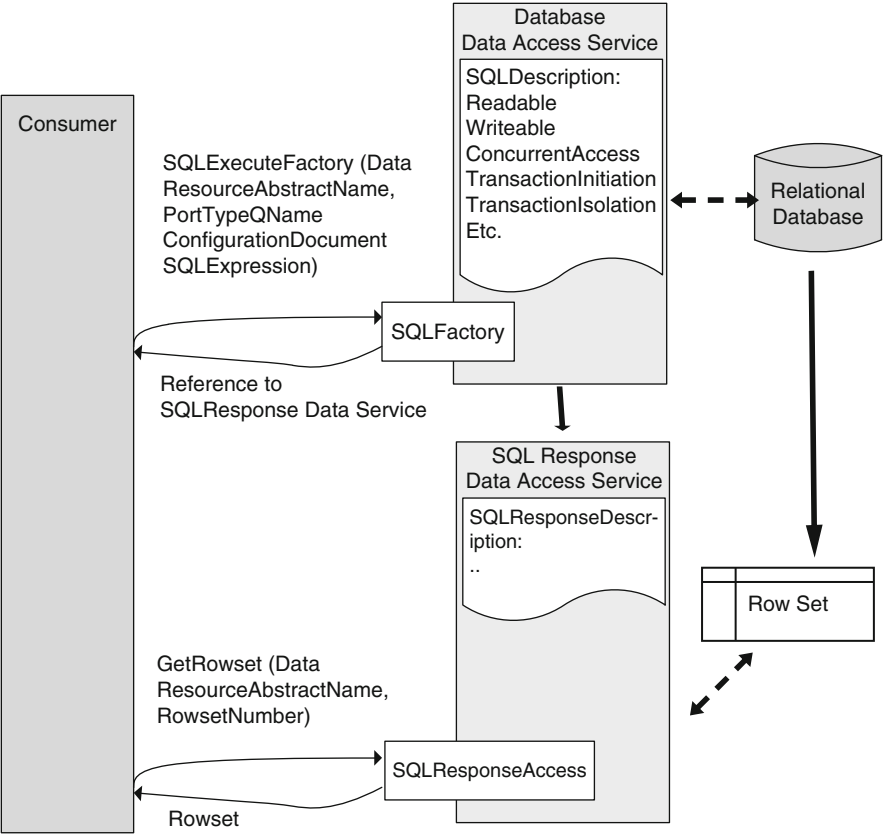 Database
Data Access Service
SQLDescription:
Readable
Writeable
ConcurrentAccess
TransactionInitiation
TransactionIsolation
Etc.
Consumer
SQLExecuteFactory (Data
ResourceAbstractName,
PortTypeQName
ConfigurationDocument
SQLExpression)
Relational
Database
SQLFactory
Reference to
SQLResponse Data Service
SQL Response
Data Access Service
SQLResponseDescr-
iption:
..
Row Set
GetRowset (Data
ResourceAbstractName,
RowsetNumber)
SQLResponseAccess
Rowset